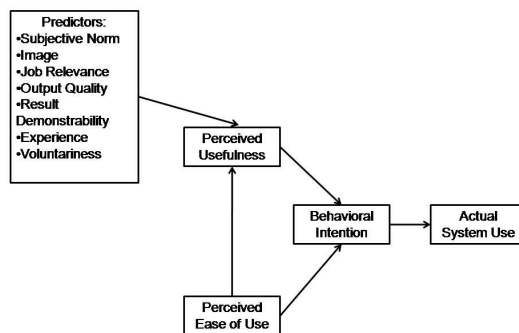 Predictors:
•Subjective Norm
•Image
•Job Relevance
•Output Quality
•Result
Demonstrability
•Experience
•Voluntariness
Perceived
Usefulness
Behavioral
Intention
Actual
System Use
Perceived
Ease of Use